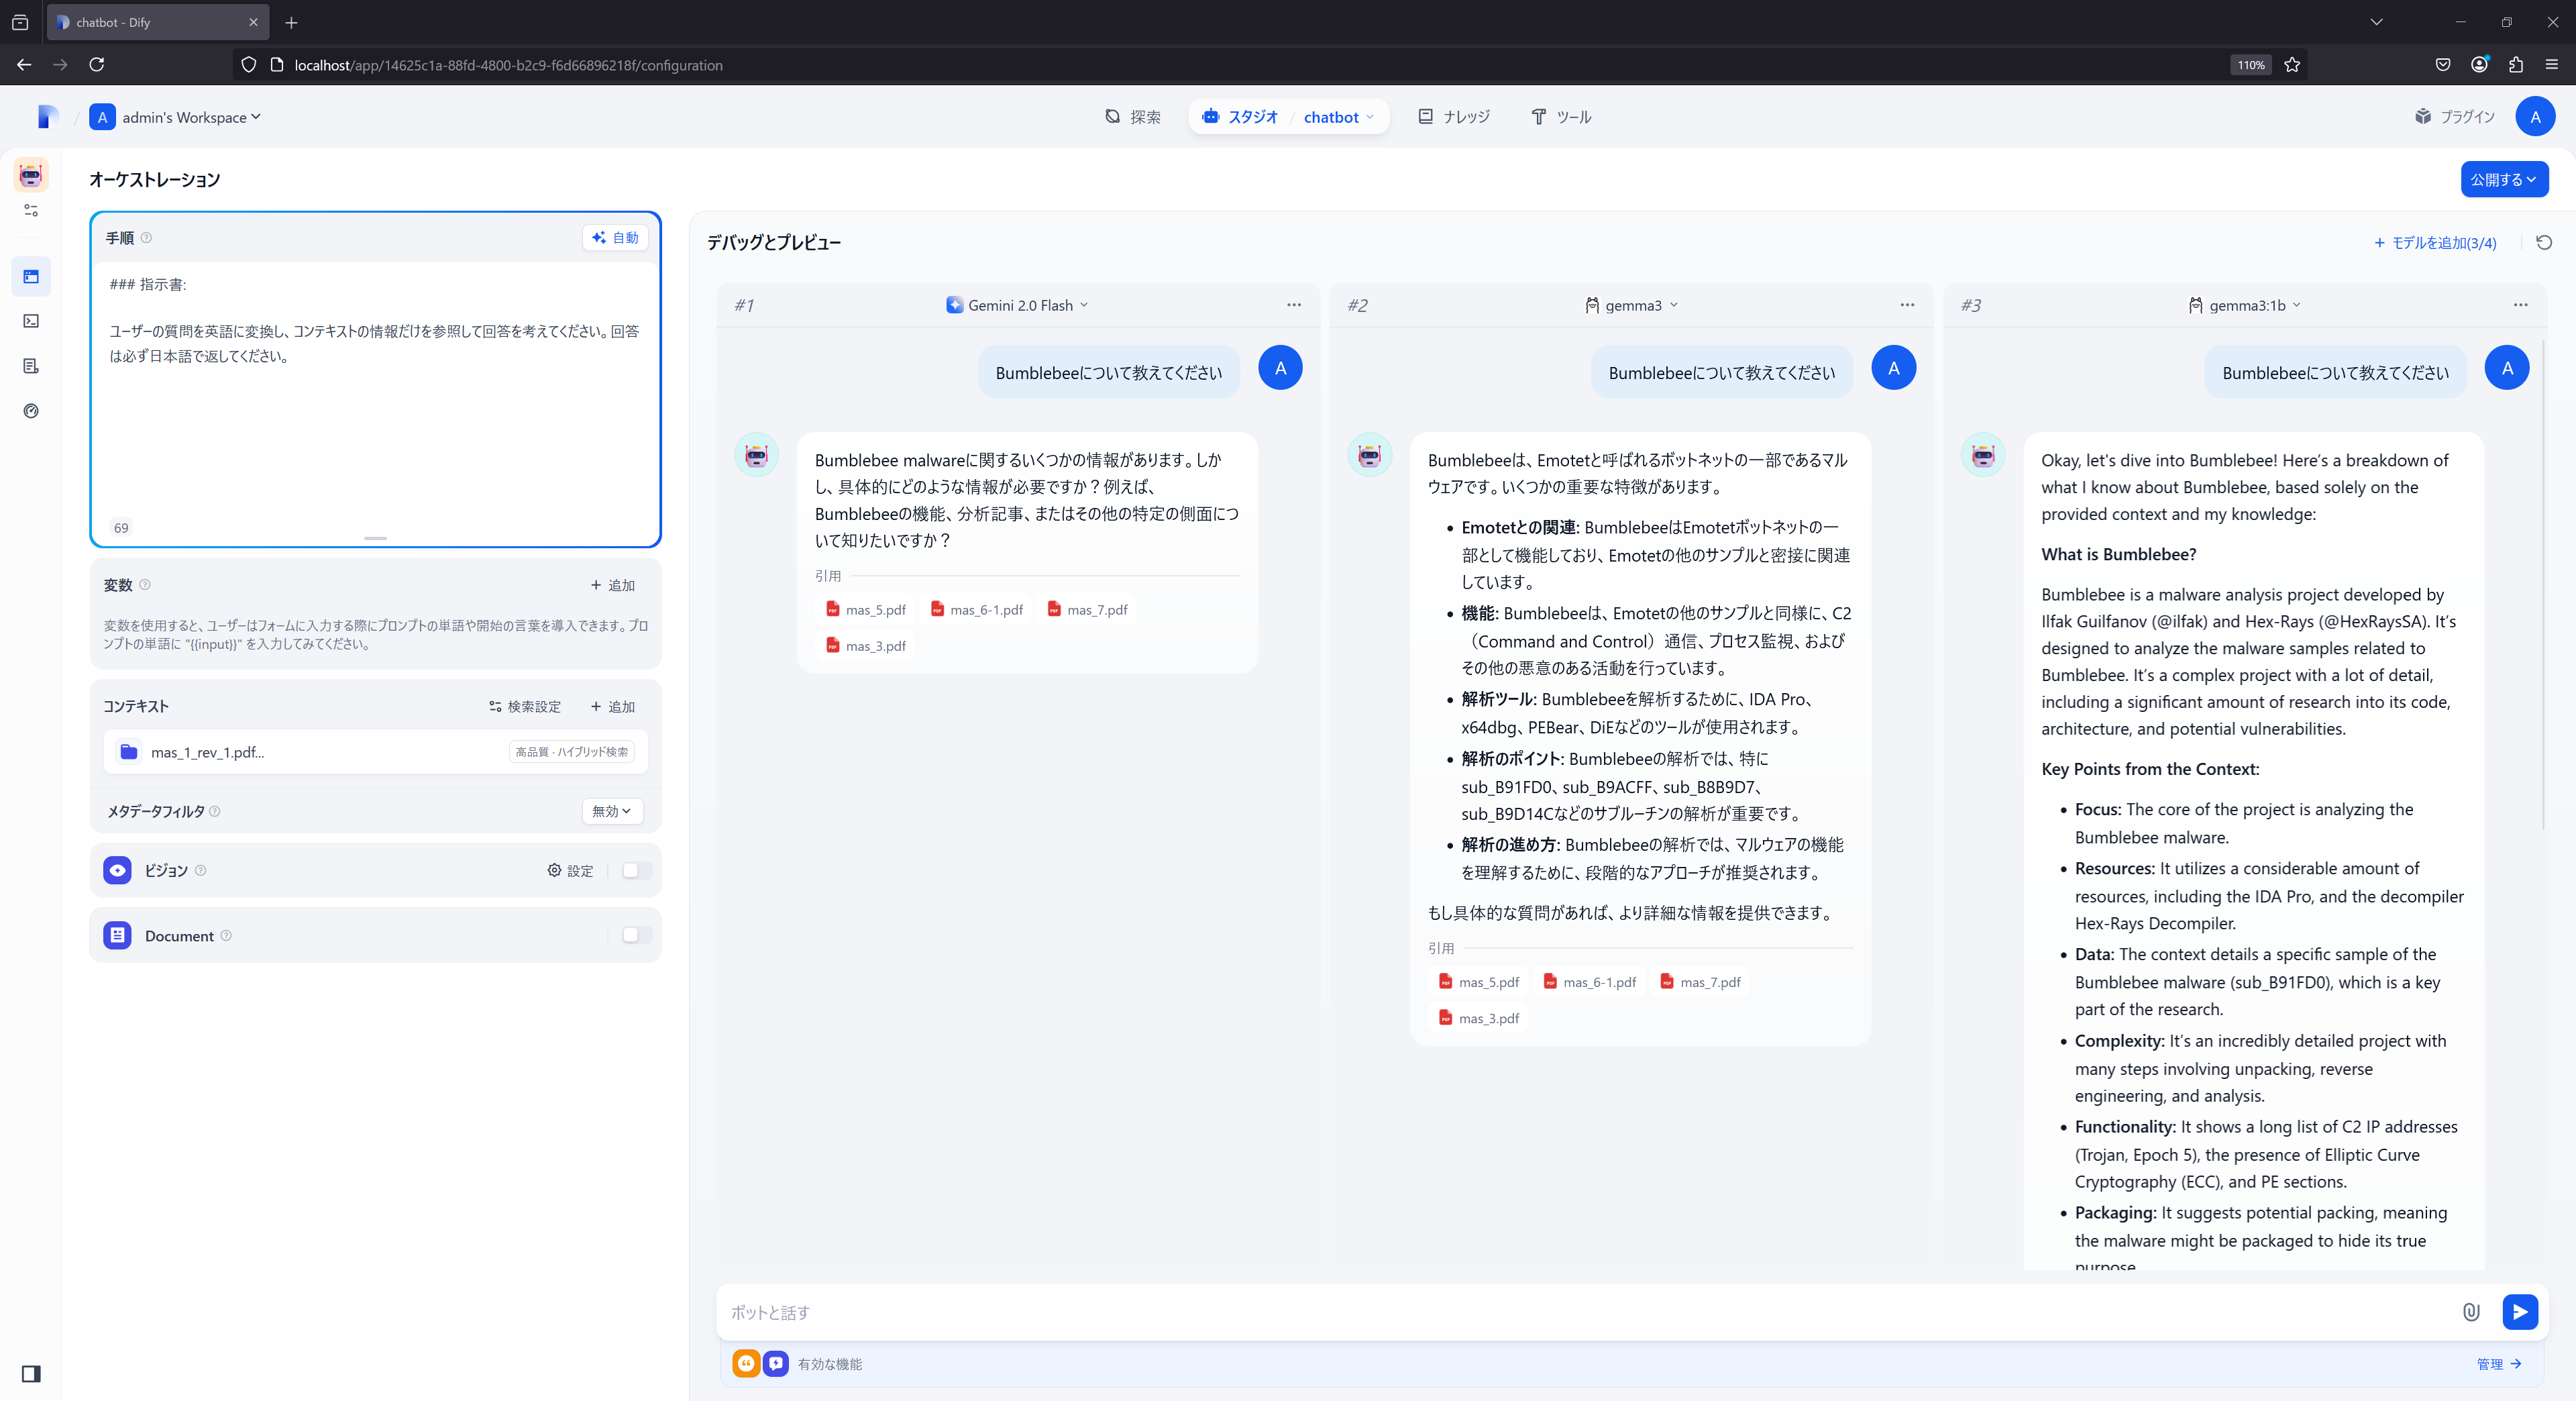 chatbot - Dify
localhost/app/14625c1a-88fd-4800-b2c9-f6d66896218f/configuration
110%
A
admin's Workspace
探索
スタジオ
/
chatbot
ナレッジ
ツール
プラグイン
A
オーケストレーション
公開する
手順
自動
### 指示書:
ユーザーの質問を英語に変換し、コンテキストの情報だけを参照して回答を考えてください。回答
は必ず日本語で返してください。
69
変数
+ 追加
変数を使用すると、ユーザーはフォームに入力する際にプロンプトの単語や開始の言葉を導入できます。プロ
ンプトの単語に "{{input}}" を入力してみてください。
コンテキスト
検索設定
+ 追加
mas_1_rev_1.pdf...
高品質 · ハイブリッド検索
メタデータフィルタ
無効
ビジョン
設定
Document
デバッグとプレビュー
+ モデルを追加(3/4)
#1
Gemini 2.0 Flash
Bumblebeeについて教えてください
A
Bumblebee malwareに関するいくつかの情報があります。しか
し、具体的にどのような情報が必要ですか？例えば、
Bumblebeeの機能、分析記事、またはその他の特定の側面につ
いて知りたいですか？
引用
mas_5.pdf
mas_6-1.pdf
mas_7.pdf
mas_3.pdf
#2
gemma3
Bumblebeeについて教えてください
A
Bumblebeeは、Emotetと呼ばれるボットネットの一部であるマル
ウェアです。いくつかの重要な特徴があります。
• Emotetとの関連: BumblebeeはEmotetボットネットの一
部として機能しており、Emotetの他のサンプルと密接に関連
しています。
• 機能: Bumblebeeは、Emotetの他のサンプルと同様に、C2
（Command and Control）通信、プロセス監視、および
その他の悪意のある活動を行っています。
• 解析ツール: Bumblebeeを解析するために、IDA Pro、
x64dbg、PEBear、DiEなどのツールが使用されます。
• 解析のポイント: Bumblebeeの解析では、特に
sub_B91FD0、sub_B9ACFF、sub_B8B9D7、
sub_B9D14Cなどのサブルーチンの解析が重要です。
• 解析の進め方: Bumblebeeの解析では、マルウェアの機能
を理解するために、段階的なアプローチが推奨されます。
もし具体的な質問があれば、より詳細な情報を提供できます。
引用
mas_5.pdf
mas_6-1.pdf
mas_7.pdf
mas_3.pdf
#3
gemma3:1b
Bumblebeeについて教えてください
A
Okay, let's dive into Bumblebee! Here’s a breakdown of
what I know about Bumblebee, based solely on the
provided context and my knowledge:
What is Bumblebee?
Bumblebee is a malware analysis project developed by
Ilfak Guilfanov (@ilfak) and Hex-Rays (@HexRaysSA). It’s
designed to analyze the malware samples related to
Bumblebee. It’s a complex project with a lot of detail,
including a significant amount of research into its code,
architecture, and potential vulnerabilities.
Key Points from the Context:
• Focus: The core of the project is analyzing the
Bumblebee malware.
• Resources: It utilizes a considerable amount of
resources, including the IDA Pro, and the decompiler
Hex-Rays Decompiler.
• Data: The context details a specific sample of the
Bumblebee malware (sub_B91FD0), which is a key
part of the research.
• Complexity: It’s an incredibly detailed project with
many steps involving unpacking, reverse
engineering, and analysis.
• Functionality: It shows a long list of C2 IP addresses
(Trojan, Epoch 5), the presence of Elliptic Curve
Cryptography (ECC), and PE sections.
• Packaging: It suggests potential packing, meaning
the malware might be packaged to hide its true
purpose.
ボットと話す
有効な機能
管理 →